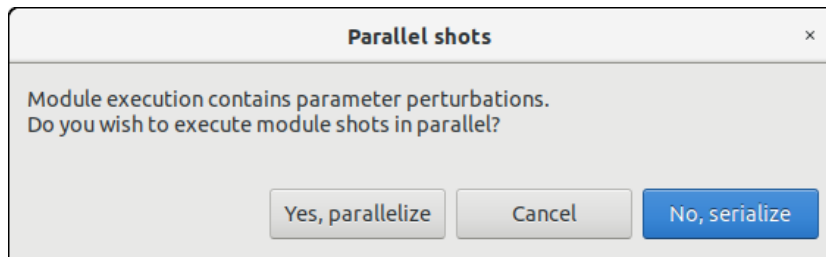 Parallel shots
×
Module execution contains parameter perturbations.
Do you wish to execute module shots in parallel?
Yes, parallelize
Cancel
No, serialize